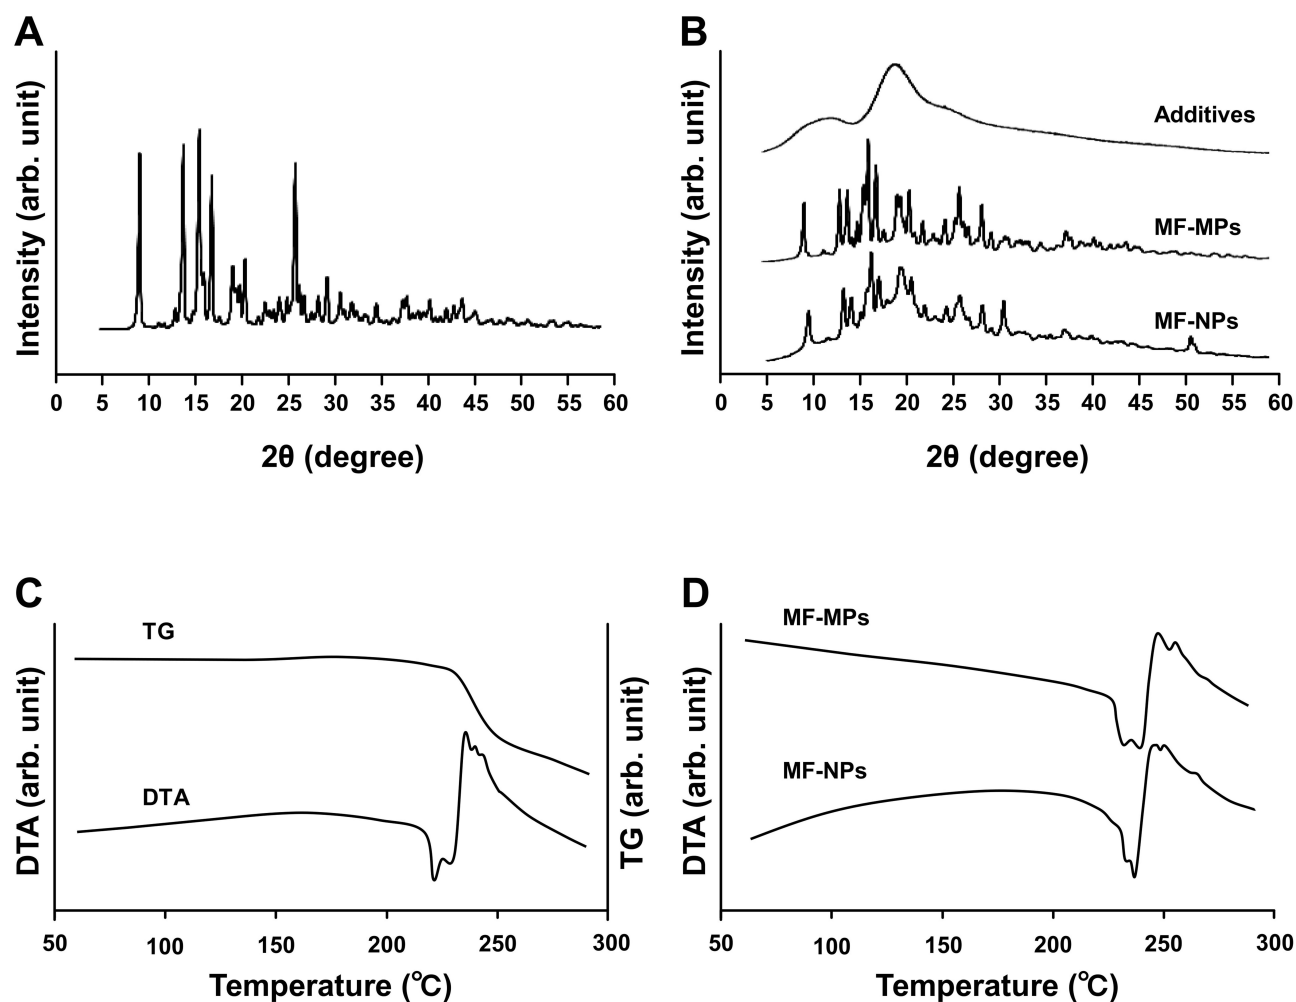 A
Intensity (arb. unit)
0 5 10 15 20 25 30 35 40 45 50 55 60
2θ (degree)
B
Intensity (arb. unit)
Additives
MF-MPs
MF-NPs
0 5 10 15 20 25 30 35 40 45 50 55 60
2θ (degree)
C
DTA (arb. unit)
TG
DTA
TG (arb. unit)
50 100 150 200 250 300
Temperature (℃)
D
DTA (arb. unit)
MF-MPs
MF-NPs
50 100 150 200 250 300
Temperature (℃)